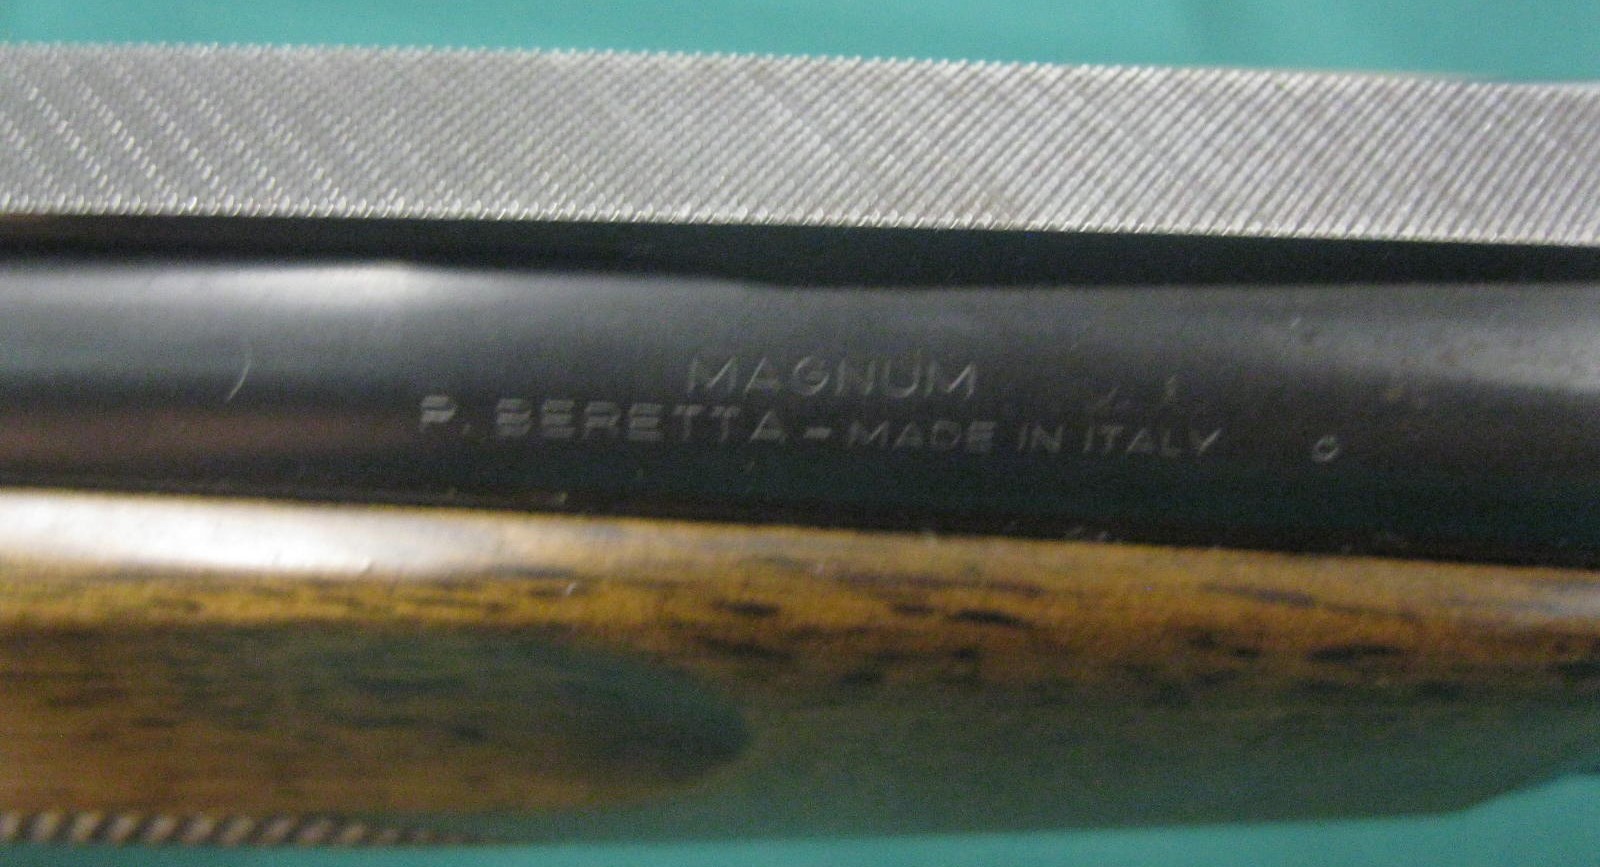 MAGNUM
P. BERETTA - MADE IN ITALY